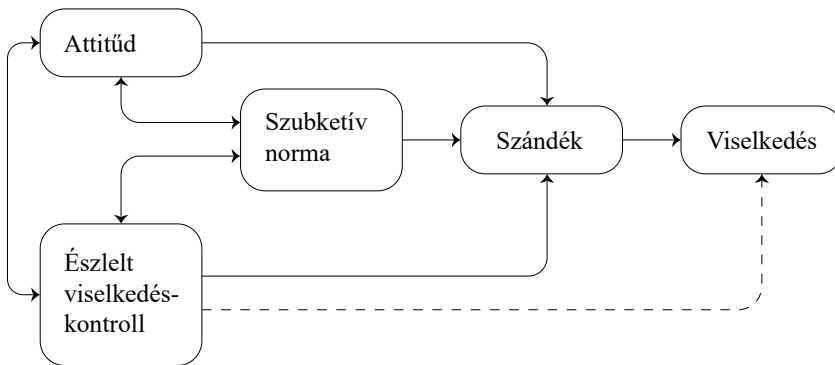 Attitűd
Szubketív
norma
Szándék
Viselkedés
Észlelt
viselkedés-
kontroll